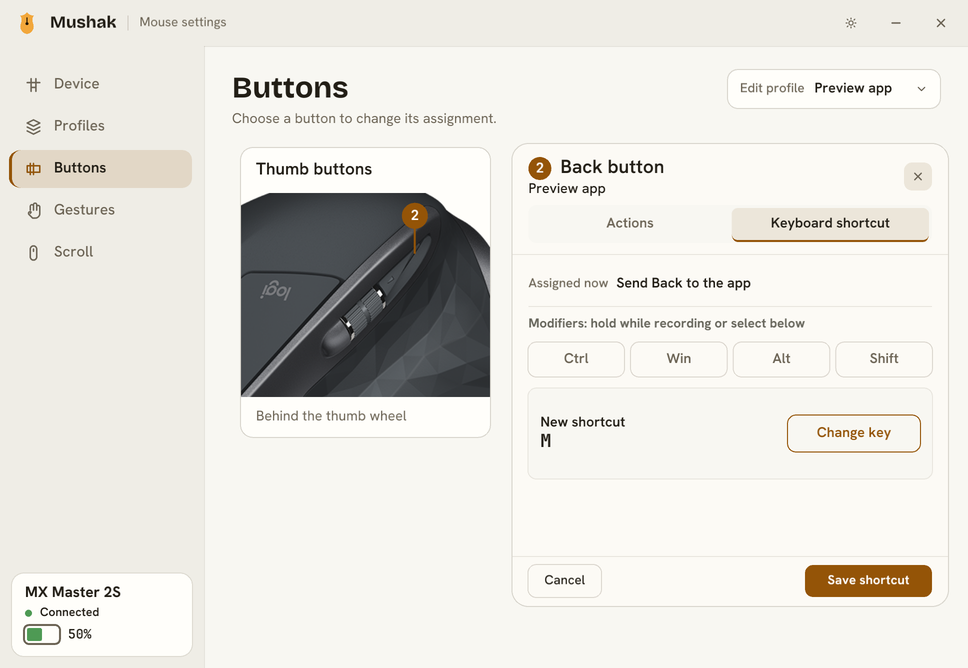 Mushak
Mouse settings
Device
Profiles
Buttons
Gestures
Scroll
MX Master 2S
Connected
50%
Buttons
Choose a button to change its assignment.
Edit profile Preview app
Thumb buttons
2
logi
Behind the thumb wheel
2 Back button
Preview app
Actions
Keyboard shortcut
Assigned now Send Back to the app
Modifiers: hold while recording or select below
Ctrl
Win
Alt
Shift
New shortcut
M
Change key
Cancel
Save shortcut